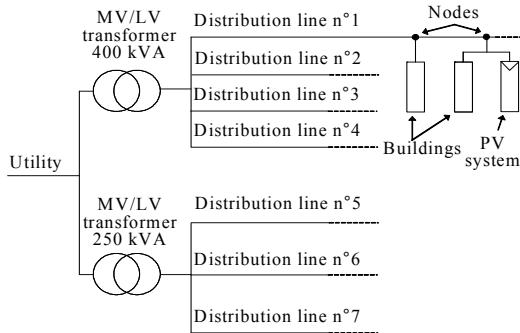 MV/LV
transformer
400 kVA
Distribution line n°1
Nodes
Distribution line n°2
Distribution line n°3
Distribution line n°4
Buildings
PV
system
Utility
MV/LV
transformer
250 kVA
Distribution line n°5
Distribution line n°6
Distribution line n°7